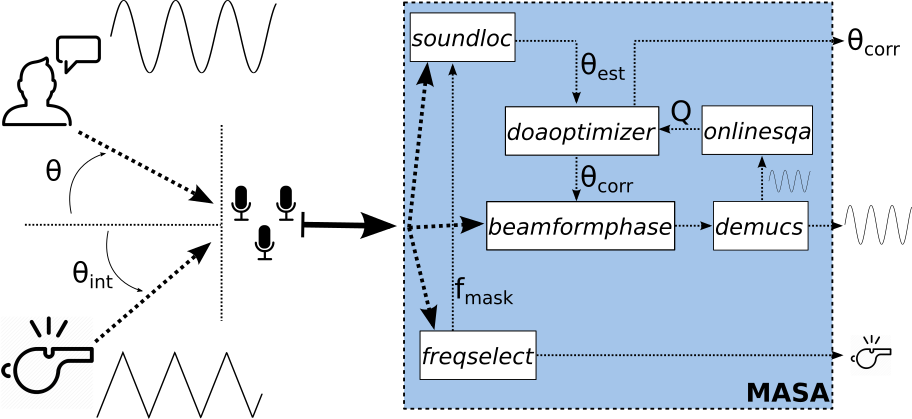 soundloc
θcorr
θest
Q
doaoptimizer
onlinesqa
θ
θcorr
beamformphase
demucs
θint
fmask
freqselect
MASA